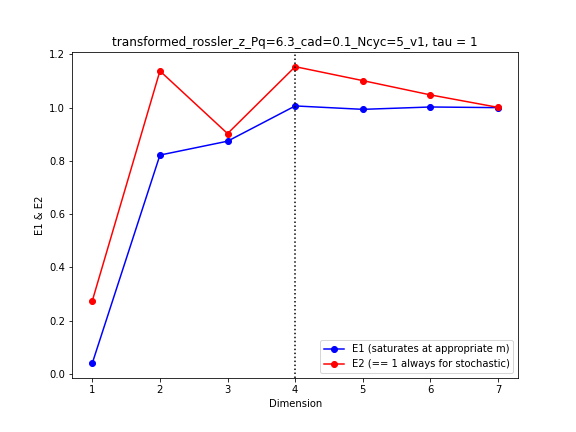 transformed_rossler_z_Pq=6.3_cad=0.1_Ncyc=5_v1, tau = 1
E1 & E2
1.2
1.0
0.8
0.6
0.4
0.2
0.0
E1 (saturates at appropriate m)
E2 (== 1 always for stochastic)
1 2 3 4 5 6 7
Dimension